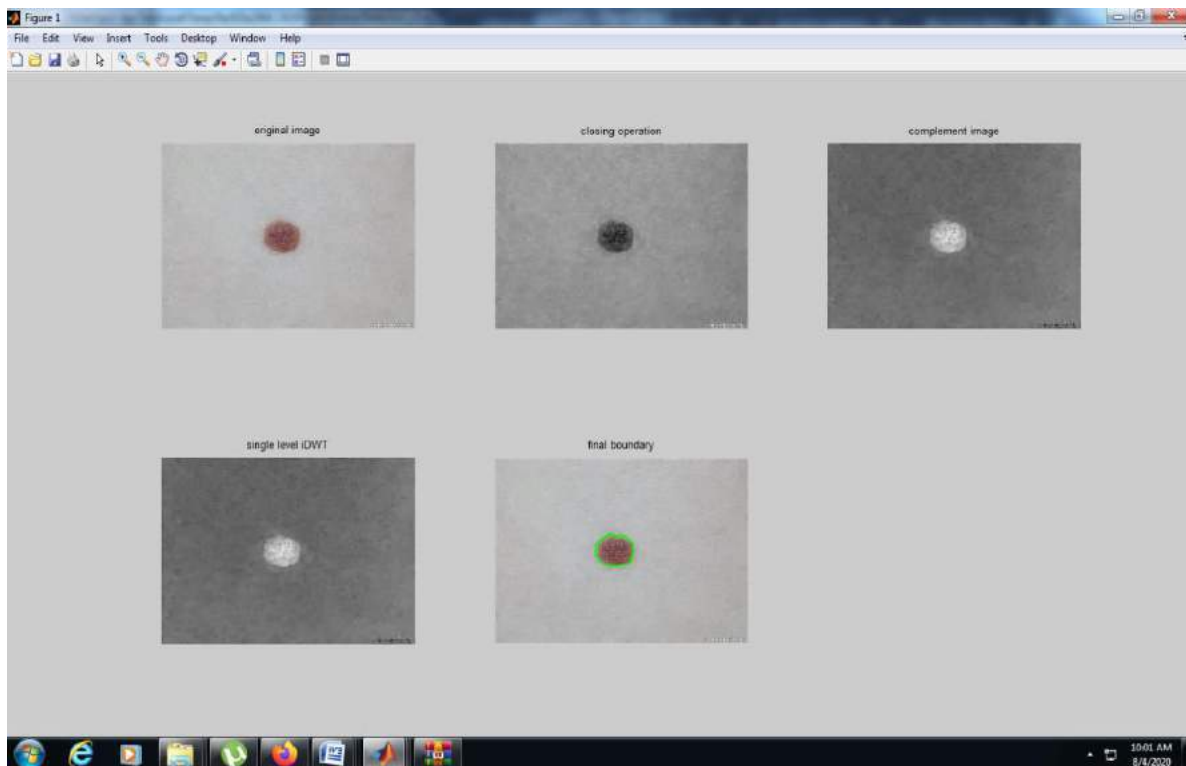 Figure 1
File Edit View Insert Tools Desktop Window Help
original image
closing operation
complement image
single level iDWT
final boundary
10:01 AM
8/4/2020